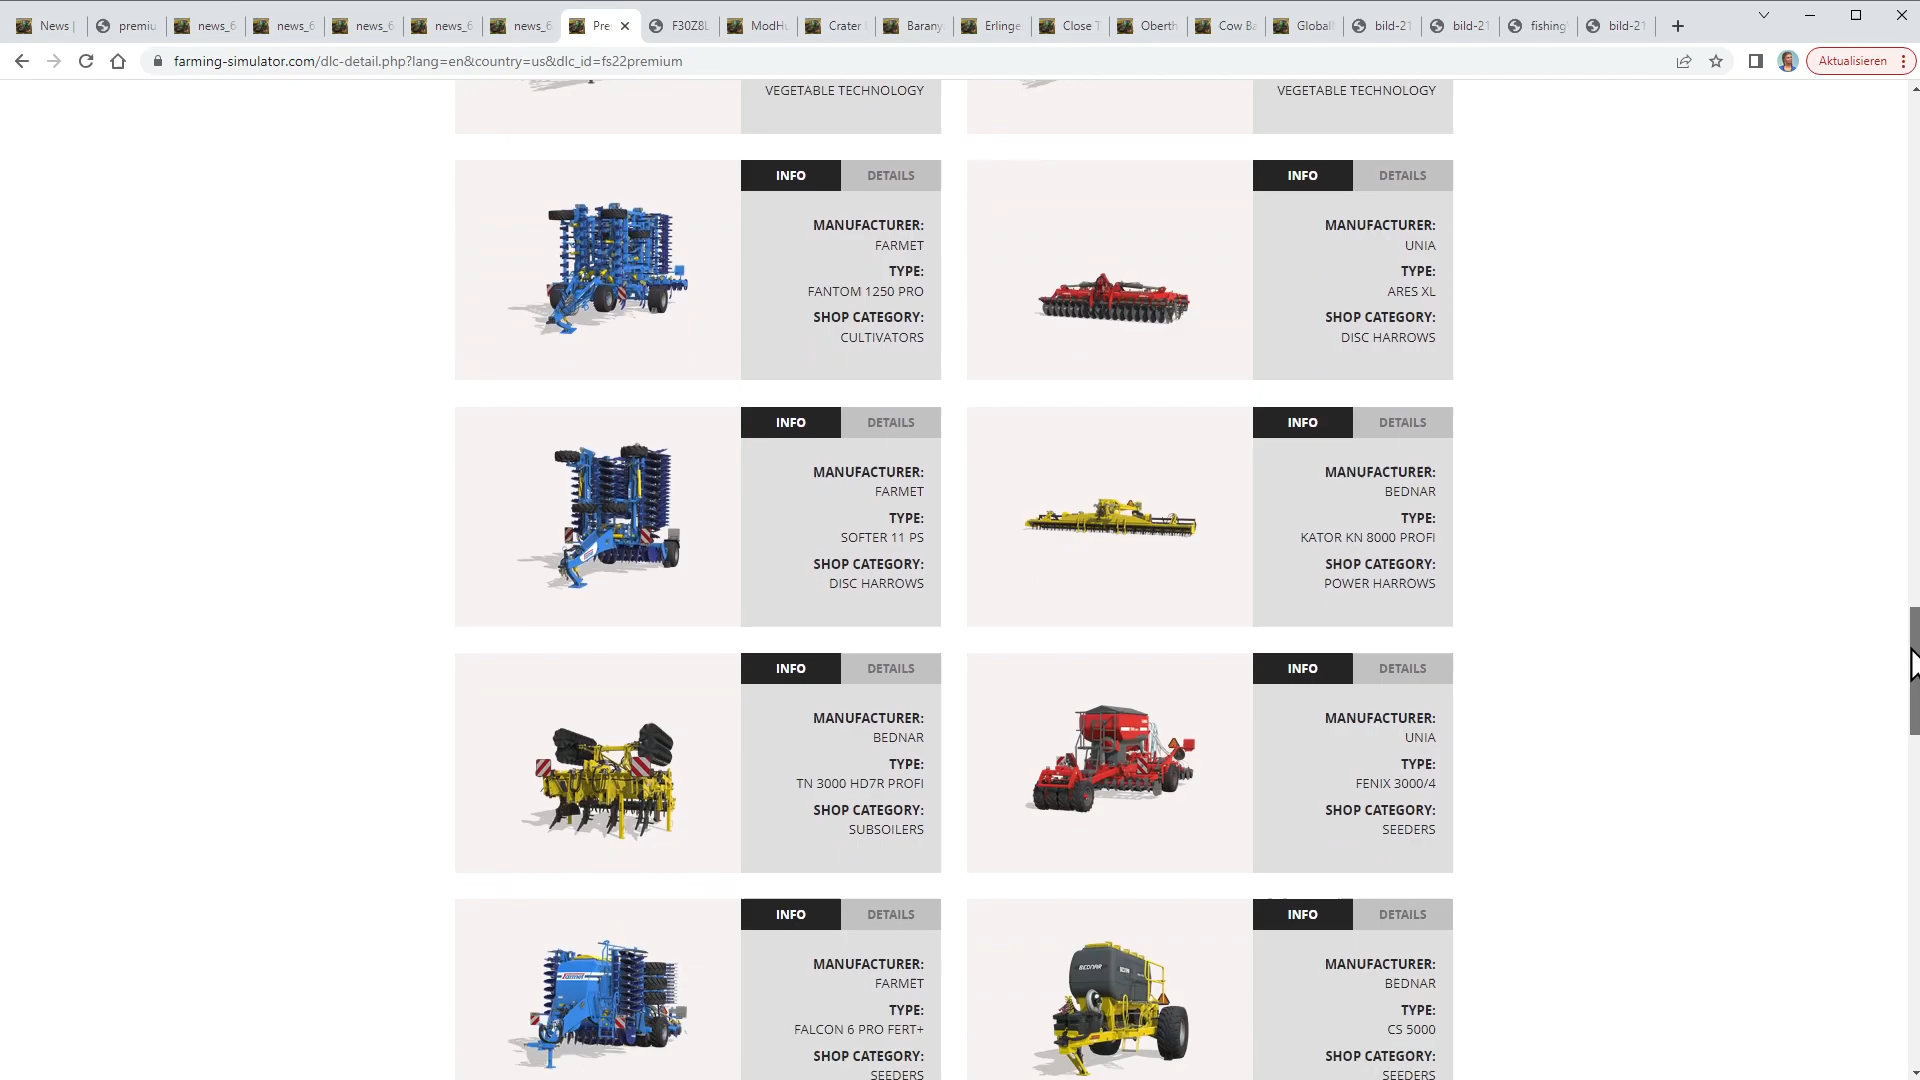 News |
premiu
news_6
news_6
news_6
news_6
news_6
Pre
F30Z8L
ModHu
Crater
Barany
Erlinge
Close T
Oberth
Cow Ba
Global
bild-21
bild-21
fishing
bild-21
farming-simulator.com/dlc-detail.php?lang=en&country=us&dlc_id=fs22premium
Aktualisieren
VEGETABLE TECHNOLOGY
VEGETABLE TECHNOLOGY
INFO DETAILS
MANUFACTURER:
FARMET
TYPE:
FANTOM 1250 PRO
SHOP CATEGORY:
CULTIVATORS
INFO DETAILS
MANUFACTURER:
UNIA
TYPE:
ARES XL
SHOP CATEGORY:
DISC HARROWS
INFO DETAILS
MANUFACTURER:
FARMET
TYPE:
SOFTER 11 PS
SHOP CATEGORY:
DISC HARROWS
INFO DETAILS
MANUFACTURER:
BEDNAR
TYPE:
KATOR KN 8000 PROFI
SHOP CATEGORY:
POWER HARROWS
INFO DETAILS
MANUFACTURER:
BEDNAR
TYPE:
TN 3000 HD7R PROFI
SHOP CATEGORY:
SUBSOILERS
INFO DETAILS
MANUFACTURER:
UNIA
TYPE:
FENIX 3000/4
SHOP CATEGORY:
SEEDERS
INFO DETAILS
Farmet
MANUFACTURER:
FARMET
TYPE:
FALCON 6 PRO FERT+
SHOP CATEGORY:
SEEDERS
INFO DETAILS
BEDNAR
MANUFACTURER:
BEDNAR
TYPE:
CS 5000
SHOP CATEGORY:
SEEDERS